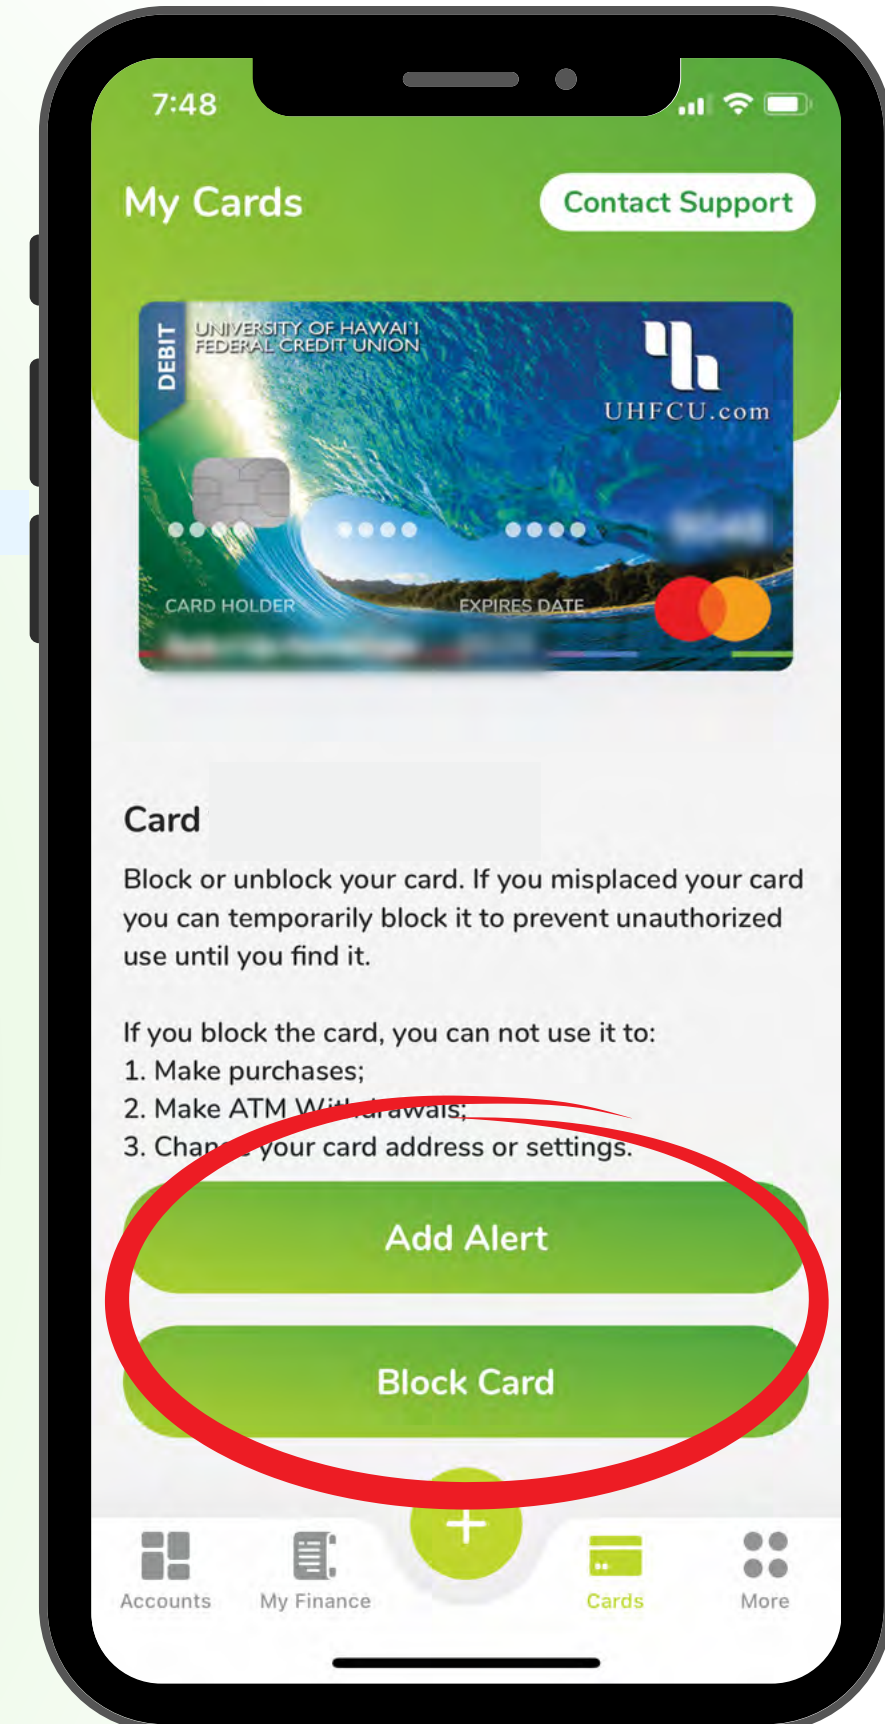 7:48
My Cards
Contact Support
DEBIT
UNIVERSITY OF HAWAI'I
FEDERAL CREDIT UNION
UHFCU.com
CARD HOLDER
EXPIRES DATE
Card
Block or unblock your card. If you misplaced your card
you can temporarily block it to prevent unauthorized
use until you find it.
If you block the card, you can not use it to:
1. Make purchases;
2. Make ATM Withdrawals;
3. Change your card address or settings.
Add Alert
Block Card
Accounts
My Finance
Cards
More